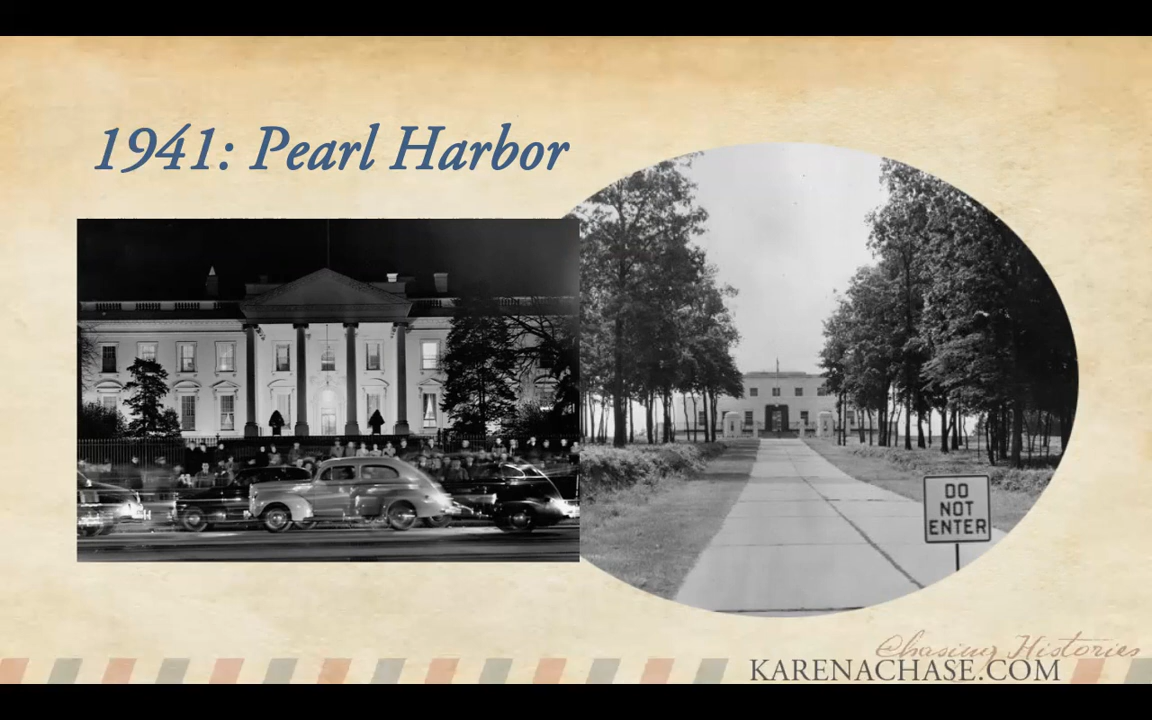 1941: Pearl Harbor
DO
NOT
ENTER
Chasing Histories
KARENACHASE.COM